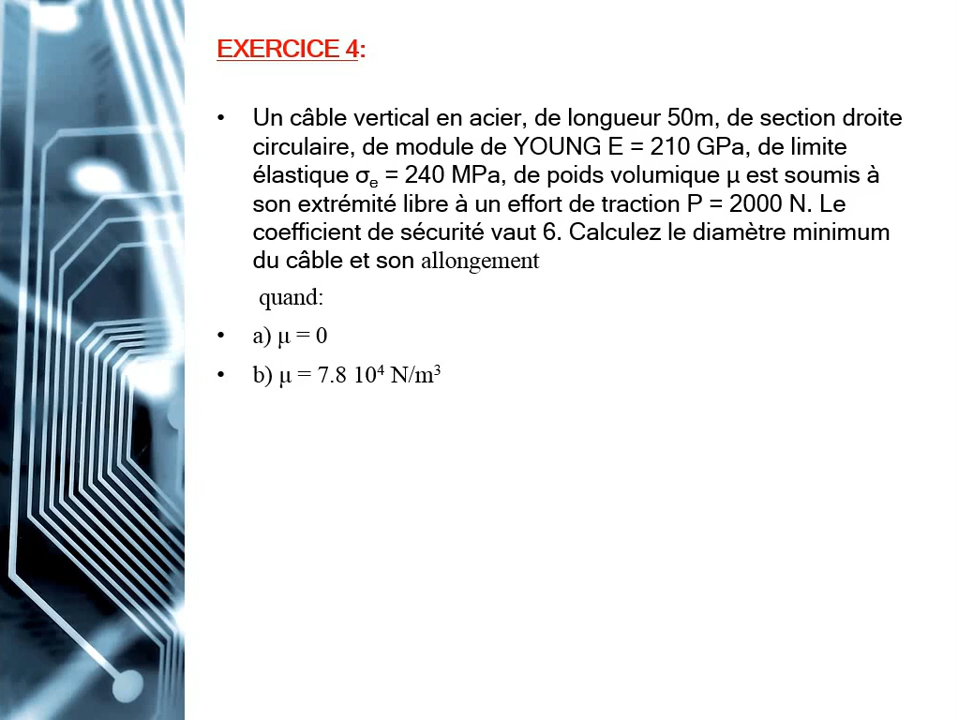 EXERCICE 4:
• Un câble vertical en acier, de longueur 50m, de section droite
circulaire, de module de YOUNG E = 210 GPa, de limite
élastique σe = 240 MPa, de poids volumique μ est soumis à
son extrémité libre à un effort de traction P = 2000 N. Le
coefficient de sécurité vaut 6. Calculez le diamètre minimum
du câble et son allongement
quand:
• a) μ = 0
• b) μ = 7.8 10⁴ N/m³